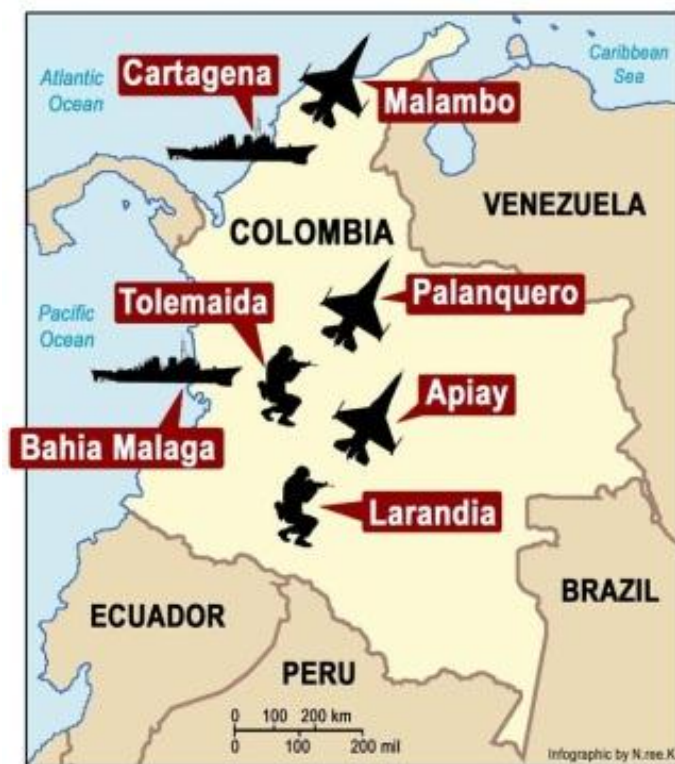 Caribbean
Sea
Atlantic
Ocean
Cartagena
Malambo
VENEZUELA
COLOMBIA
Palanquero
Tolemaida
Pacific
Ocean
Apiay
Bahia Malaga
Larandia
BRAZIL
ECUADOR
PERU
0 100 200 km
0 100 200 mil
Infographic by N.ree.K